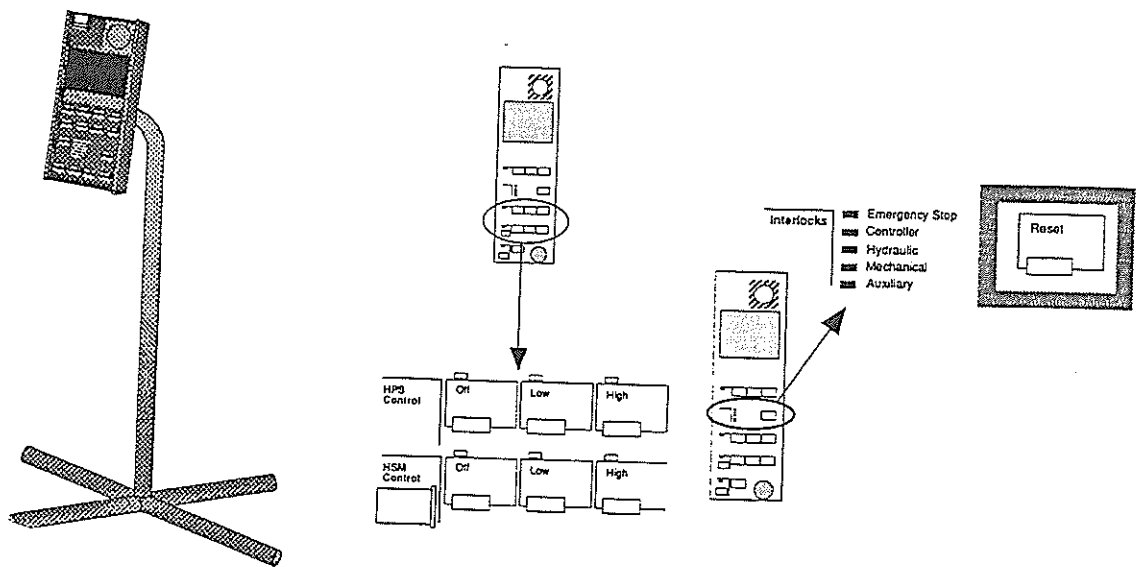 Interlocks
Emergency Stop
Controller
Hydraulic
Mechanical
Auxiliary
Reset
HPS
Control
Off
Low
High
HSM
Control
Off
Low
High